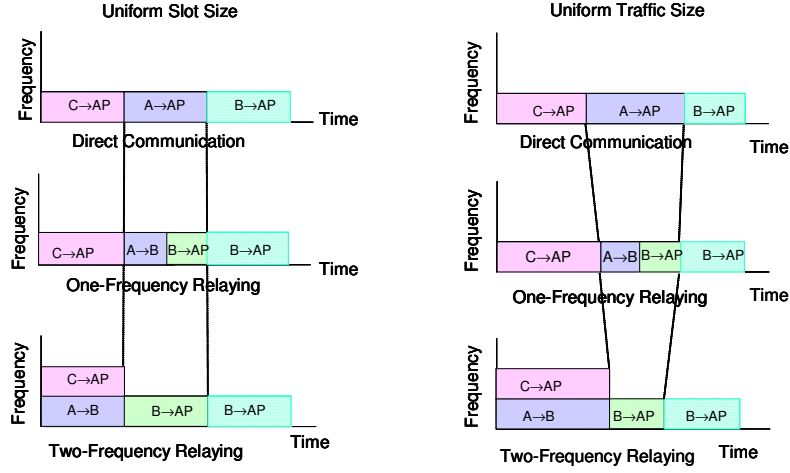 Uniform Slot Size
Frequency
C→AP A→AP B→AP
Time
Direct Communication
Frequency
C→AP A→B B→AP B→AP
Time
One-Frequency Relaying
Frequency
C→AP
A→B B→AP B→AP
Time
Two-Frequency Relaying
Uniform Traffic Size
Frequency
C→AP A→AP B→AP
Direct Communication
Time
Frequency
C→AP A→B B→AP B→AP
One-Frequency Relaying
Time
Frequency
C→AP
A→B B→AP B→AP
Two-Frequency Relaying
Time